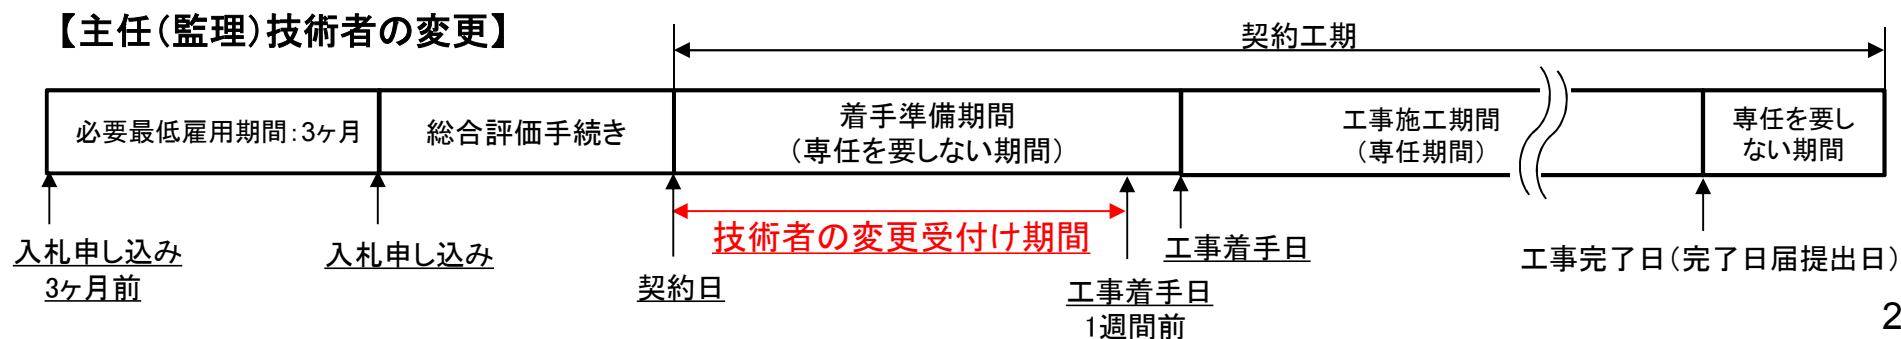 【主任(監理)技術者の変更】
契約工期
必要最低雇用期間:3ヶ月
総合評価手続き
着手準備期間
(専任を要しない期間)
工事施工期間
(専任期間)
専任を要し
ない期間
入札申し込み
3ヶ月前
入札申し込み
技術者の変更受付け期間
契約日
工事着手日
1週間前
工事着手日
工事完了日(完了日届提出日)
2